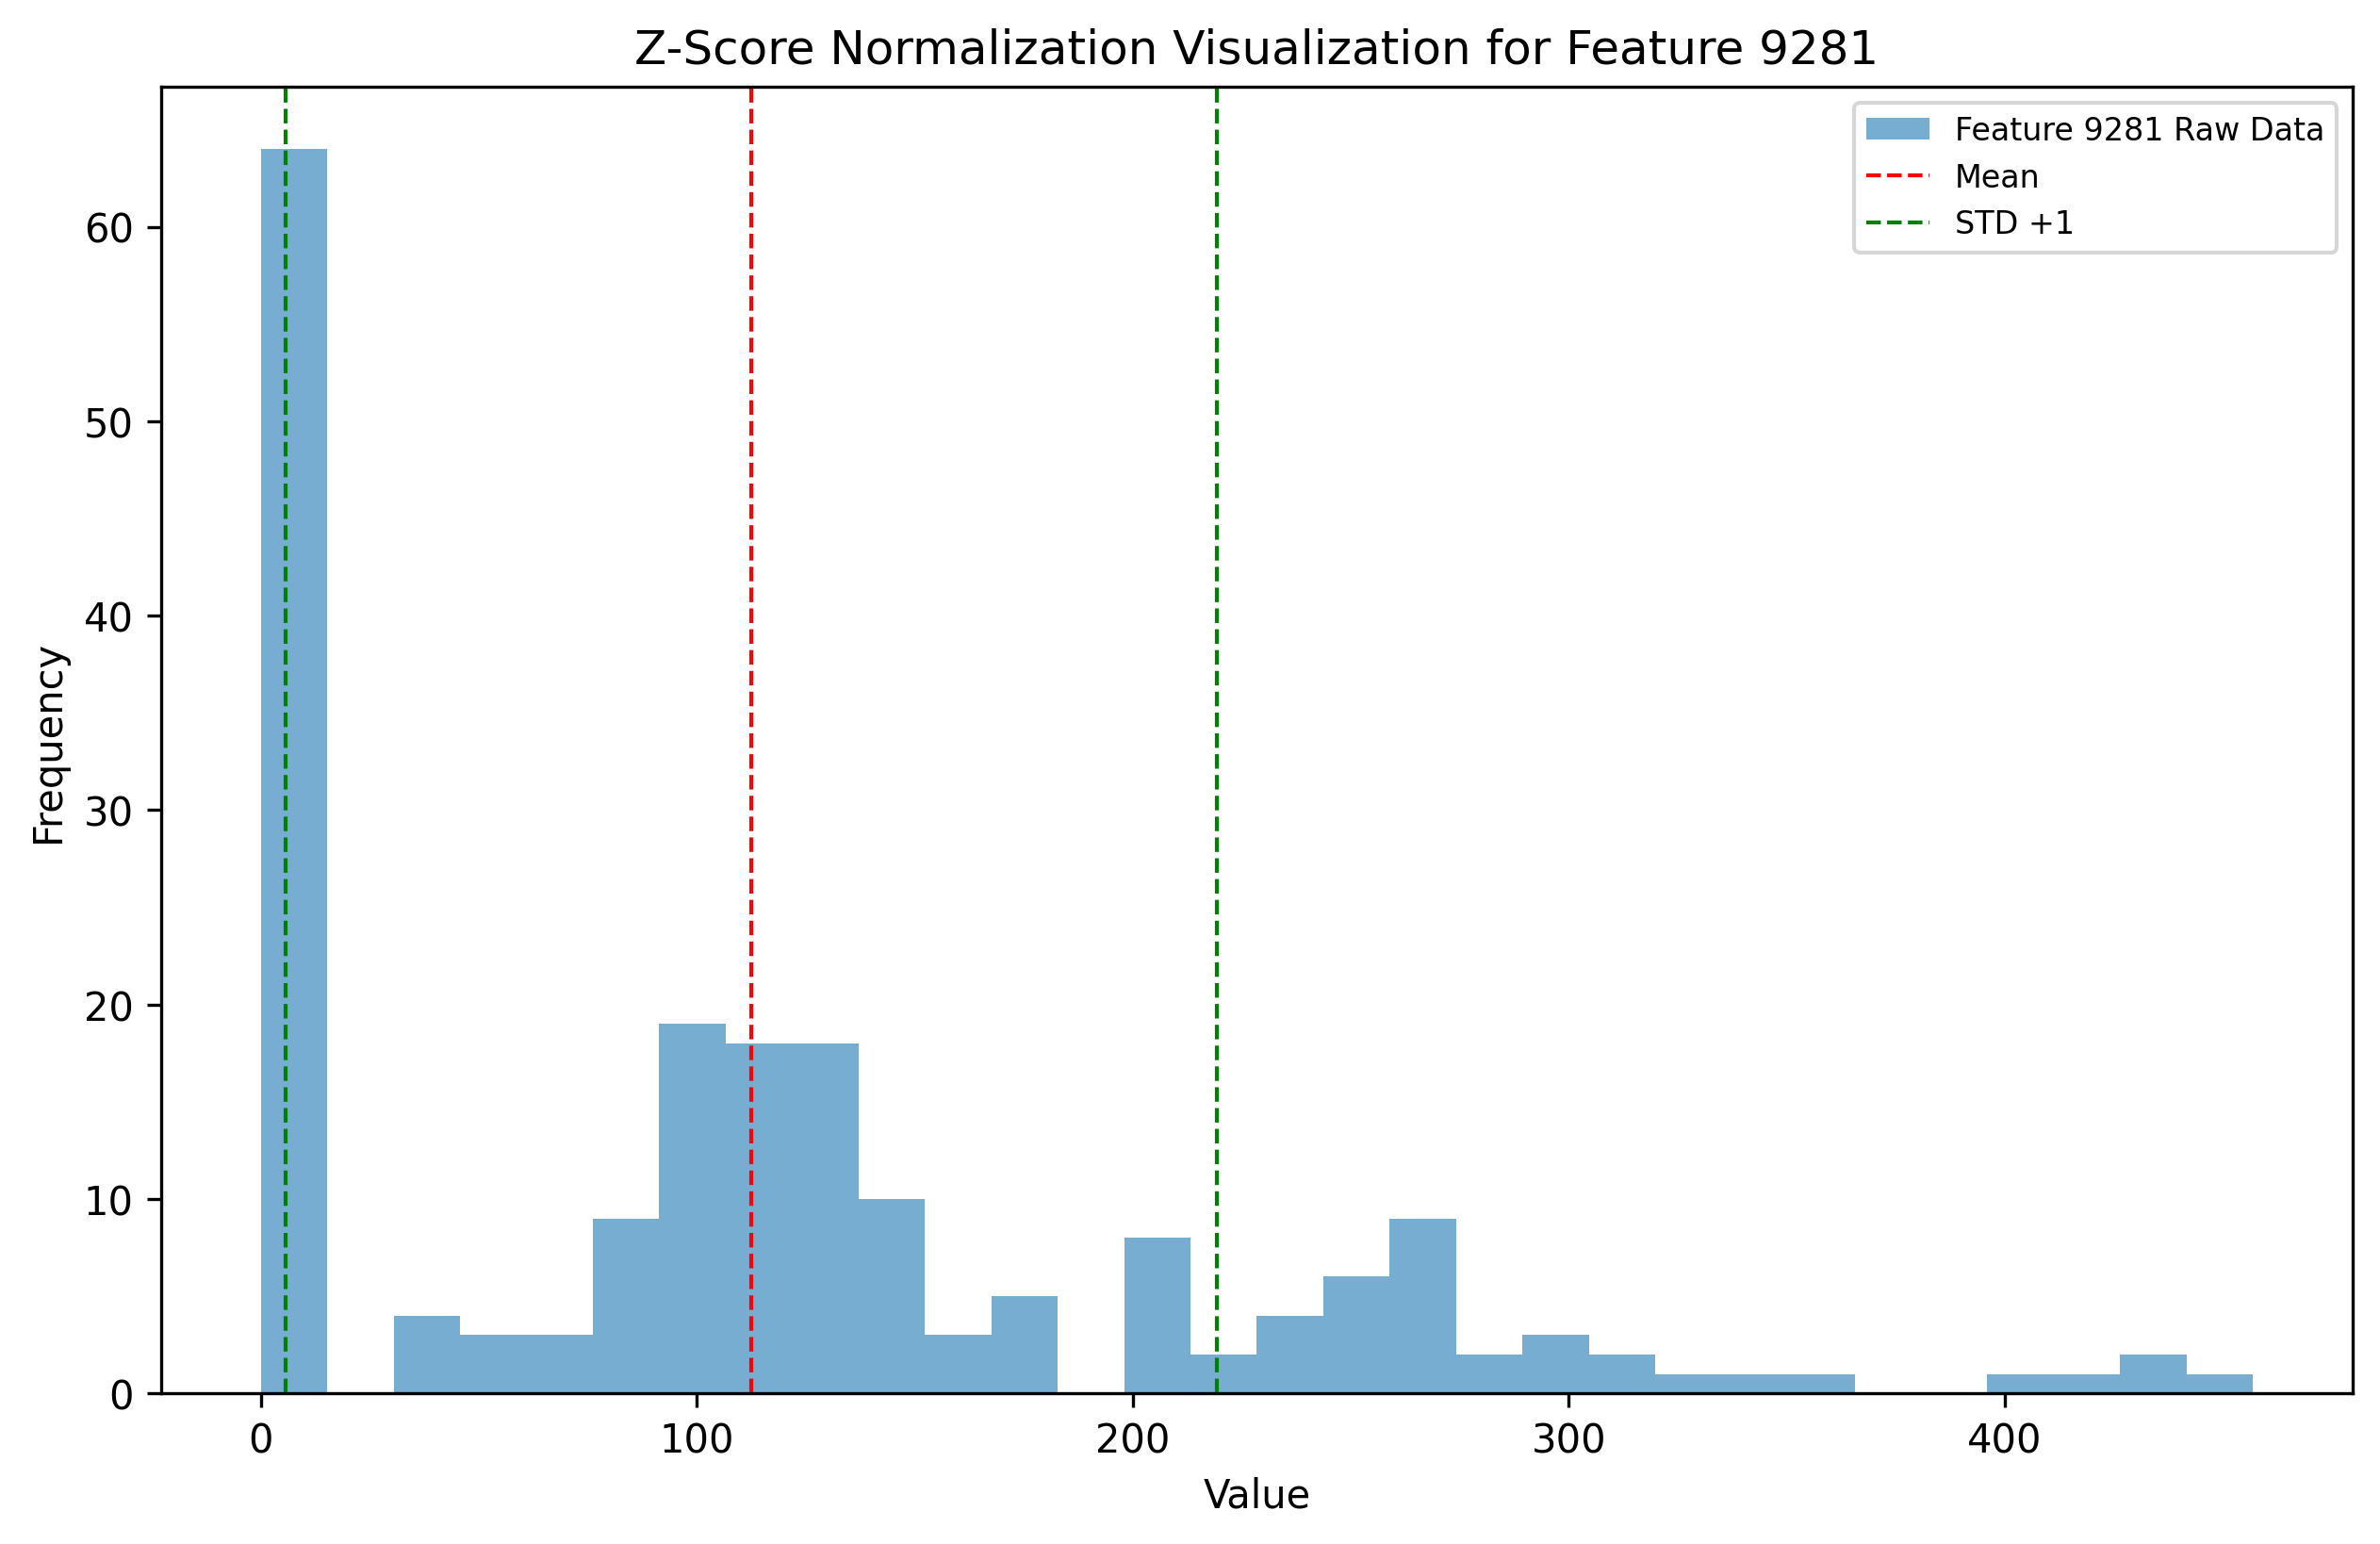 Z-Score Normalization Visualization for Feature 9281
Feature 9281 Raw Data
Mean
STD +1
Frequency
60
50
40
30
20
10
0
0 100 200 300 400
Value